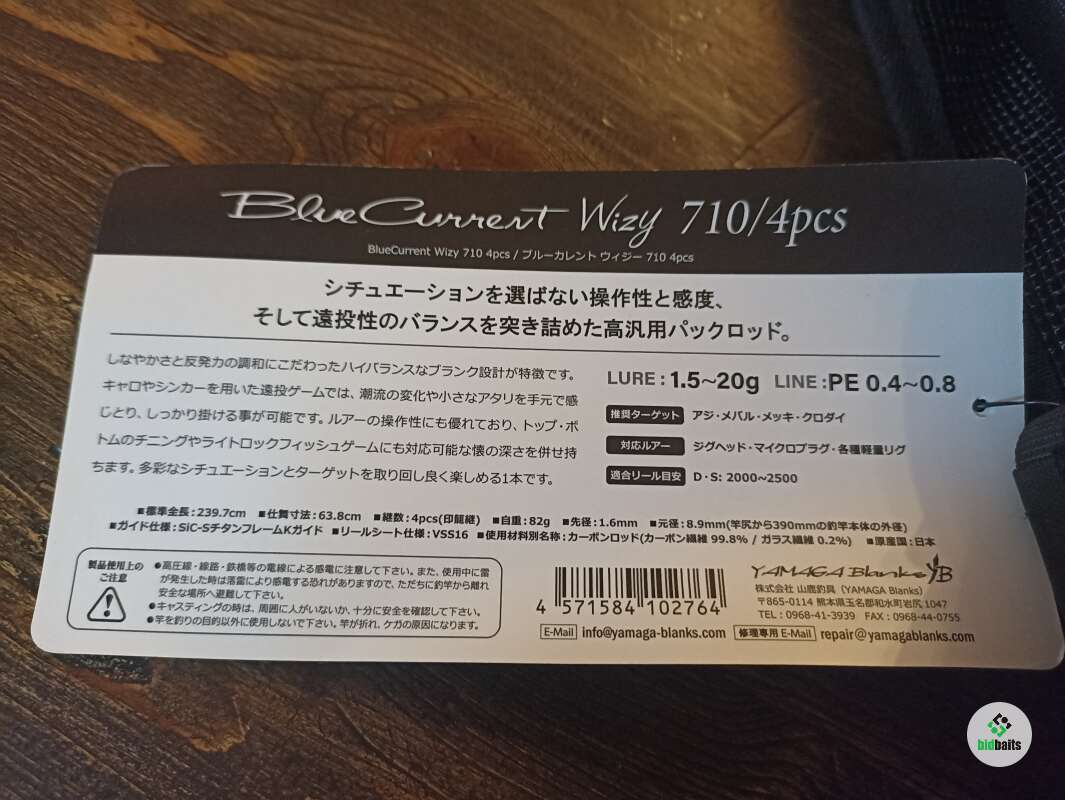 BlueCurrent Wizy 710/4pcs
BlueCurrent Wizy 710 4pcs / ブルーカレント ウィジー 710 4pcs
シチュエーションを選ばない操作性と感度、
そして遠投性のバランスを突き詰めた高汎用パックロッド。
しなやかさと反発力の調和にこだわったハイバランスなブランク設計が特徴です。
キャロやシンカーを用いた遠投ゲームでは、潮流の変化や小さなアタリを手元で感
じとり、しっかり掛ける事が可能です。ルアーの操作性にも優れており、トップ・ボ
トムのチニングやライトロックフィッシュゲームにも対応可能な懐の深さを併せ持
ちます。多彩なシチュエーションとターゲットを取り回し良く楽しめる1本です。
LURE : 1.5~20g LINE : PE 0.4~0.8
推奨ターゲット アジ・メバル・メッキ・クロダイ
対応ルアー ジグヘッド・マイクロプラグ・各種軽量リグ
適合リール目安 D・S: 2000~2500
■標準全長 : 239.7cm ■仕舞寸法 : 63.8cm ■継数 : 4pcs(印籠継) ■自重 : 82g ■先径 : 1.6mm ■元径 : 8.9mm(竿尻から390mmの釣竿本体の外径)
■ガイド仕様 : SiC-SチタンフレームKガイド ■リールシート仕様 : VSS16 ■使用材料別名称 : カーボンロッド(カーボン繊維 99.8% / ガラス繊維 0.2%) ■原産国 : 日本
製品使用上の
ご注意
●高圧線・線路・鉄橋等の電線による感電に注意して下さい。また、使用中に雷
が発生した時は落雷により感電する恐れがありますので、ただちに釣竿から離れ
安全な場所へ避難して下さい。
●キャスティングの時は、周囲に人がいないか、十分に安全を確認して下さい。
●竿を釣りの目的以外に使用しないで下さい。竿が折れ、ケガの原因になります。
4 571584 102764
YAMAGA Blanks YB
株式会社 山鹿釣具 (YAMAGA Blanks)
〒865-0114 熊本県玉名郡和水町岩尻 1047
TEL : 0968-41-3939 FAX : 0968-44-0755
E-Mail info@yamaga-blanks.com 修理専用 E-Mail repair@yamagablanks.com
bidbaits